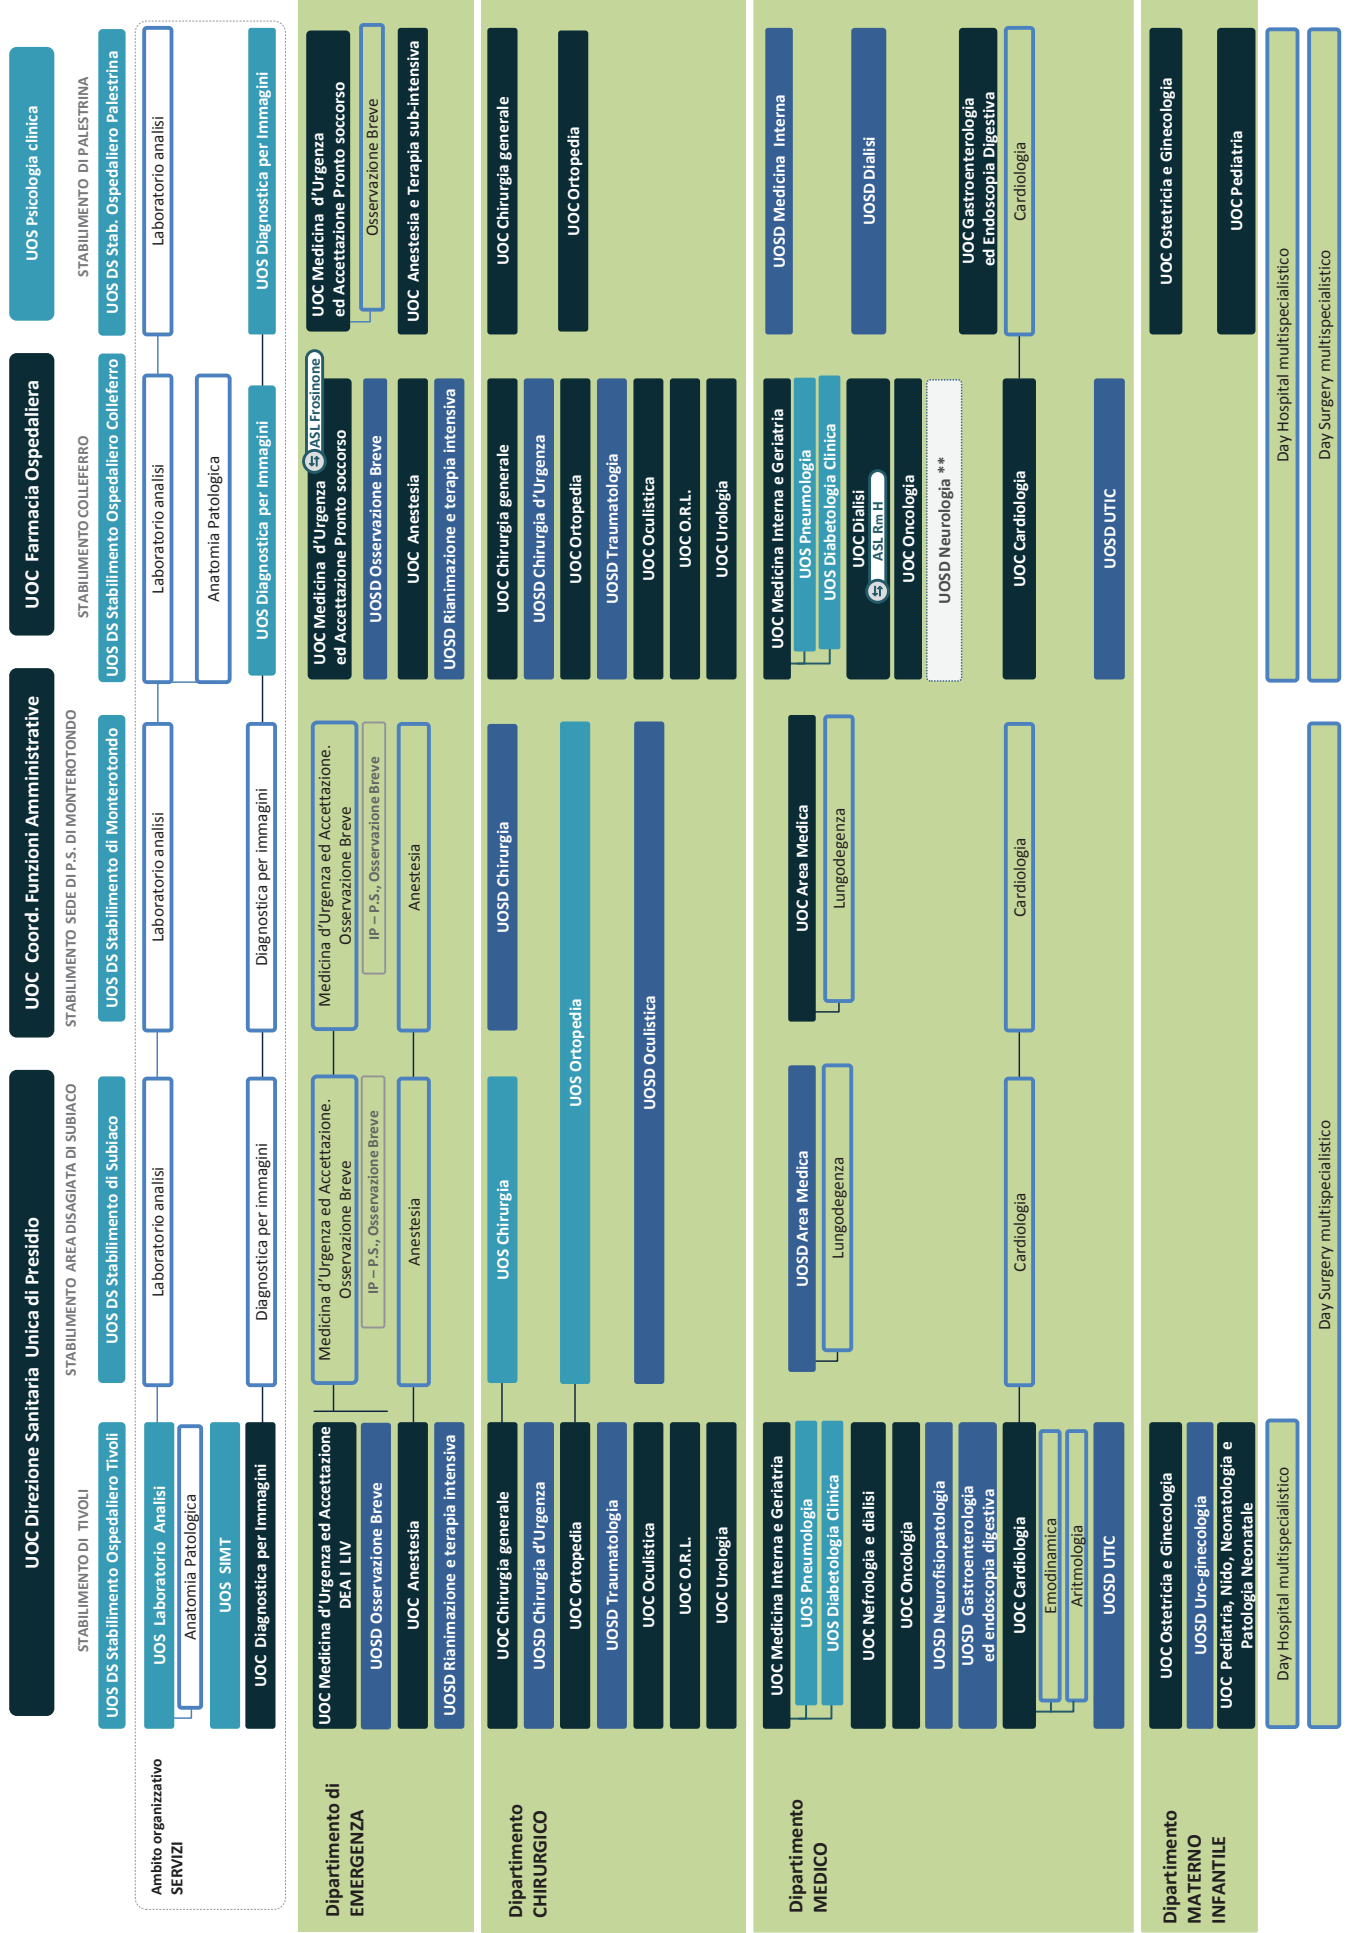 UOC Direzione Sanitaria Unica di Presidio
UOC Coord. Funzioni Amministrative
UOC Farmacia Ospedaliera
UOS Psicologia clinica
STABILIMENTO DI TIVOLI
STABILIMENTO AREA DISAGIATA DI SUBIACO
STABILIMENTO SEDE DI P.S. DI MONTEROTONDO
STABILIMENTO COLLEFERRO
STABILIMENTO DI PALESTRINA
UOS DS Stabilimento Ospedaliero Tivoli
UOS DS Stabilimento di Subiaco
UOS DS Stabilimento di Monterotondo
UOS DS Stabilimento Ospedaliero Colleferro
UOS DS Stab. Ospedaliero Palestrina
Ambito organizzativo
SERVIZI
UOS Laboratorio Analisi
Laboratorio analisi
Laboratorio analisi
Laboratorio analisi
Laboratorio analisi
Anatomia Patologica
Anatomia Patologica
UOS SIMT
UOC Diagnostica per Immagini
Diagnostica per immagini
Diagnostica per immagini
UOS Diagnostica per Immagini
UOS Diagnostica per Immagini
Dipartimento di
EMERGENZA
UOC Medicina d'Urgenza ed Accettazione
DEA I LIV
Medicina d'Urgenza ed Accettazione.
Osservazione Breve
Medicina d'Urgenza ed Accettazione.
Osservazione Breve
ASL Frosinone
UOC Medicina d'Urgenza
ed Accettazione Pronto soccorso
UOC Medicina d'Urgenza
ed Accettazione Pronto soccorso
UOSD Osservazione Breve
IP – P.S., Osservazione Breve
IP – P.S., Osservazione Breve
UOSD Osservazione Breve
Osservazione Breve
UOC Anestesia
Anestesia
Anestesia
UOC Anestesia
UOC Anestesia e Terapia sub-intensiva
UOSD Rianimazione e terapia intensiva
UOSD Rianimazione e terapia intensiva
Dipartimento
CHIRURGICO
UOC Chirurgia generale
UOS Chirurgia
UOSD Chirurgia
UOC Chirurgia generale
UOC Chirurgia generale
UOSD Chirurgia d'Urgenza
UOSD Chirurgia d'Urgenza
UOC Ortopedia
UOS Ortopedia
UOC Ortopedia
UOC Ortopedia
UOSD Traumatologia
UOSD Traumatologia
UOC Oculistica
UOSD Oculistica
UOC Oculistica
UOC O.R.L.
UOC O.R.L.
UOC Urologia
UOC Urologia
Dipartimento
MEDICO
UOC Medicina Interna e Geriatria
UOSD Area Medica
UOC Area Medica
UOC Medicina Interna e Geriatria
UOSD Medicina Interna
UOS Pneumologia
UOS Pneumologia
UOS Diabetologia Clinica
Lungodegenza
Lungodegenza
UOS Diabetologia Clinica
UOC Nefrologia e dialisi
UOC Dialisi
ASL Rm H
UOSD Dialisi
UOC Oncologia
UOC Oncologia
UOSD Neurofisiopatologia
UOSD Neurologia **
UOSD Gastroenterologia
ed endoscopia digestiva
UOC Gastroenterologia
ed Endoscopia Digestiva
UOC Cardiologia
Cardiologia
Cardiologia
UOC Cardiologia
Cardiologia
Emodinamica
Aritmologia
UOSD UTIC
UOSD UTIC
Dipartimento
MATERNO
INFANTILE
UOC Ostetricia e Ginecologia
UOC Ostetricia e Ginecologia
UOSD Uro-ginecologia
UOC Pediatria, Nido, Neonatologia e
Patologia Neonatale
UOC Pediatria
Day Hospital multispecialistico
Day Hospital multispecialistico
Day Surgery multispecialistico
Day Surgery multispecialistico